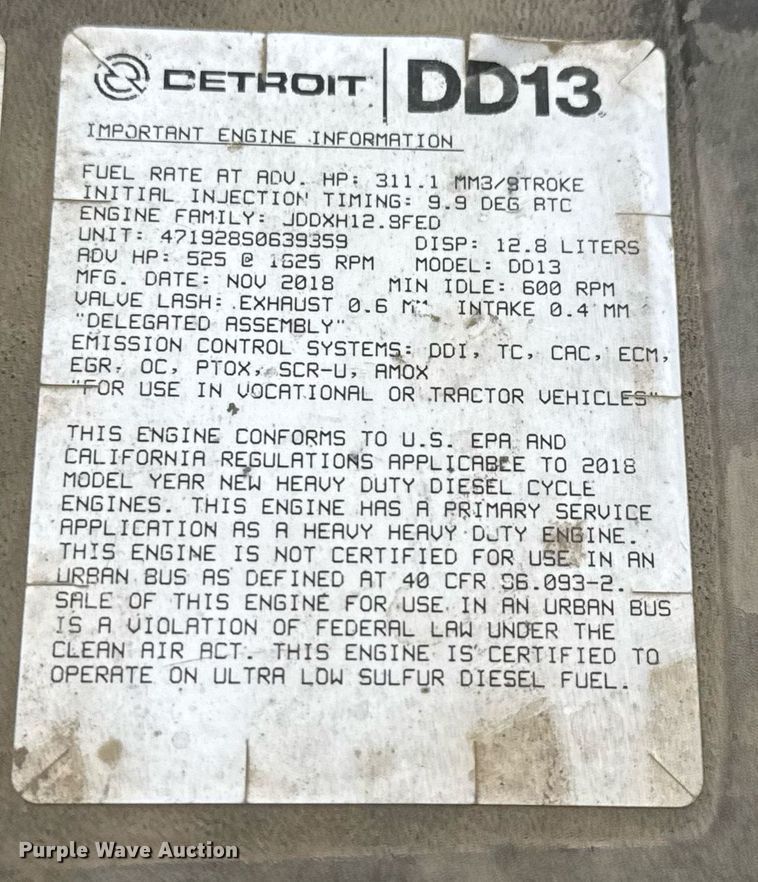 DETROIT DD13
IMPORTANT ENGINE INFORMATION
FUEL RATE AT ADV. HP: 311.1 MM3/STROKE
INITIAL INJECTION TIMING: 9.9 DEG BTC
ENGINE FAMILY: JDDXH12.8FED
UNIT: 471928S0639359 DISP: 12.8 LITERS
ADV HP: 525 @ 1625 RPM MODEL: DD13
MFG. DATE: NOV 2018 MIN IDLE: 600 RPM
VALVE LASH: EXHAUST 0.6 MM INTAKE 0.4 MM
"DELEGATED ASSEMBLY"
EMISSION CONTROL SYSTEMS: DDI, TC, CAC, ECM,
EGR, OC, PTOX, SCR-U, AMOX
"FOR USE IN VOCATIONAL OR TRACTOR VEHICLES"
THIS ENGINE CONFORMS TO U.S. EPA AND
CALIFORNIA REGULATIONS APPLICABLE TO 2018
MODEL YEAR NEW HEAVY DUTY DIESEL CYCLE
ENGINES. THIS ENGINE HAS A PRIMARY SERVICE
APPLICATION AS A HEAVY HEAVY DUTY ENGINE.
THIS ENGINE IS NOT CERTIFIED FOR USE IN AN
URBAN BUS AS DEFINED AT 40 CFR 86.093-2.
SALE OF THIS ENGINE FOR USE IN AN URBAN BUS
IS A VIOLATION OF FEDERAL LAW UNDER THE
CLEAN AIR ACT. THIS ENGINE IS CERTIFIED TO
OPERATE ON ULTRA LOW SULFUR DIESEL FUEL.
Purple Wave Auction